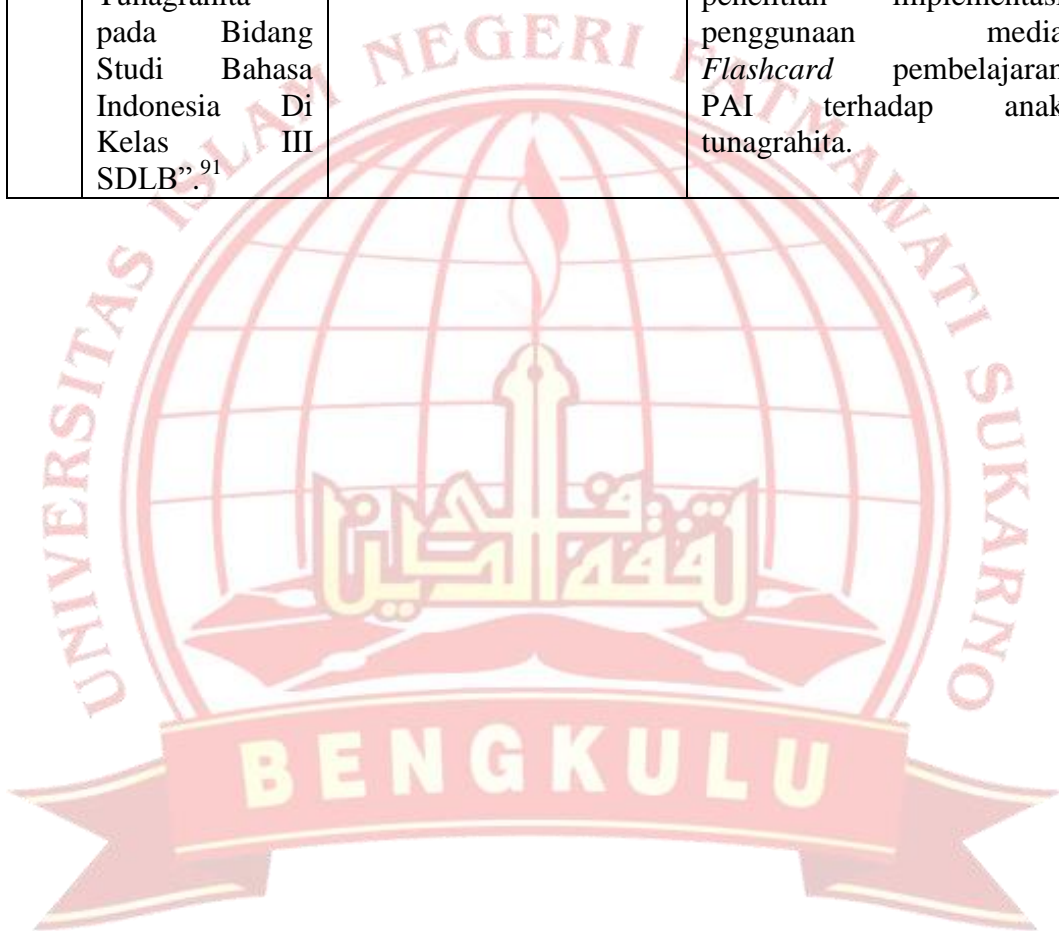 Tunagrahita
pada Bidang
Studi Bahasa
Indonesia Di
Kelas III
SDLB”.91
penelitian implementasi
penggunaan media
Flashcard pembelajaran
PAI terhadap anak
tunagrahita.
UNIVERSITAS ISLAM NEGERI FATMAWATI SUKARNO
BENGKULU